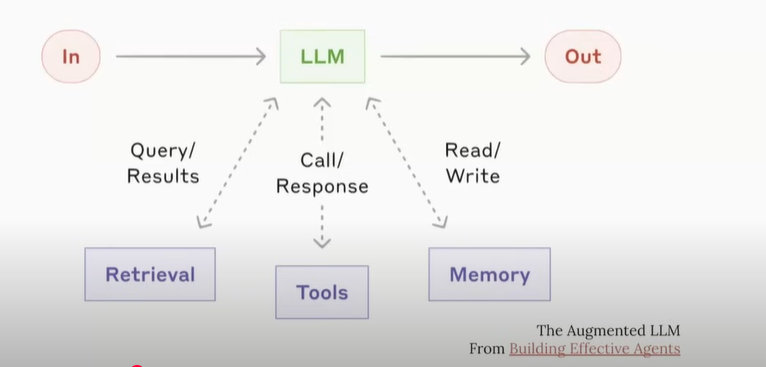 In
LLM
Out
Query/
Results
Call/
Response
Read/
Write
Retrieval
Tools
Memory
The Augmented LLM
From Building Effective Agents